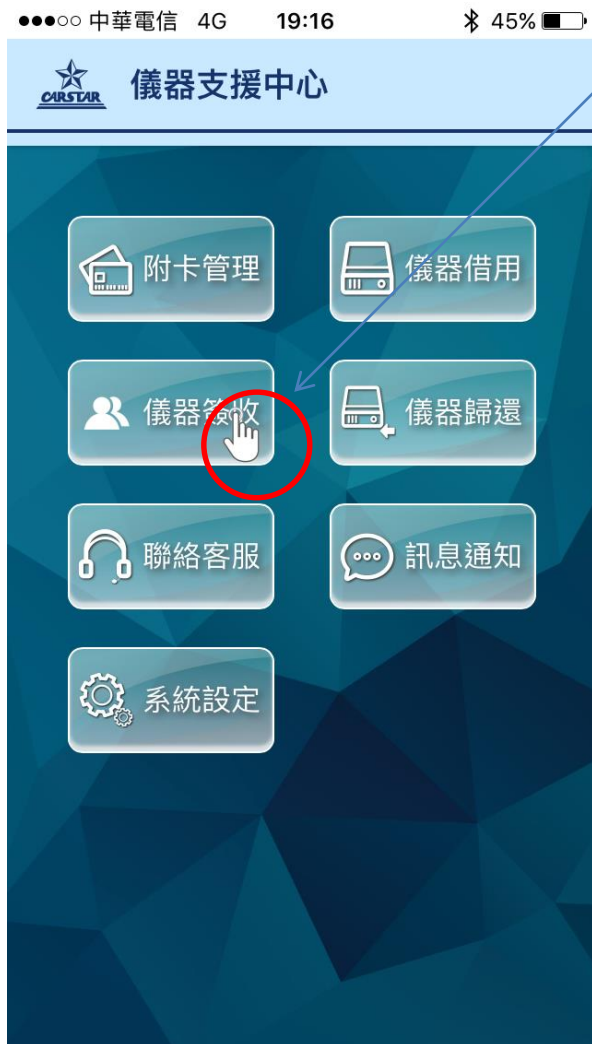 中華電信 4G 19:16 45%
CARSTAR 儀器支援中心
附卡管理 儀器借用
儀器簽收 儀器歸還
聯絡客服 訊息通知
系統設定